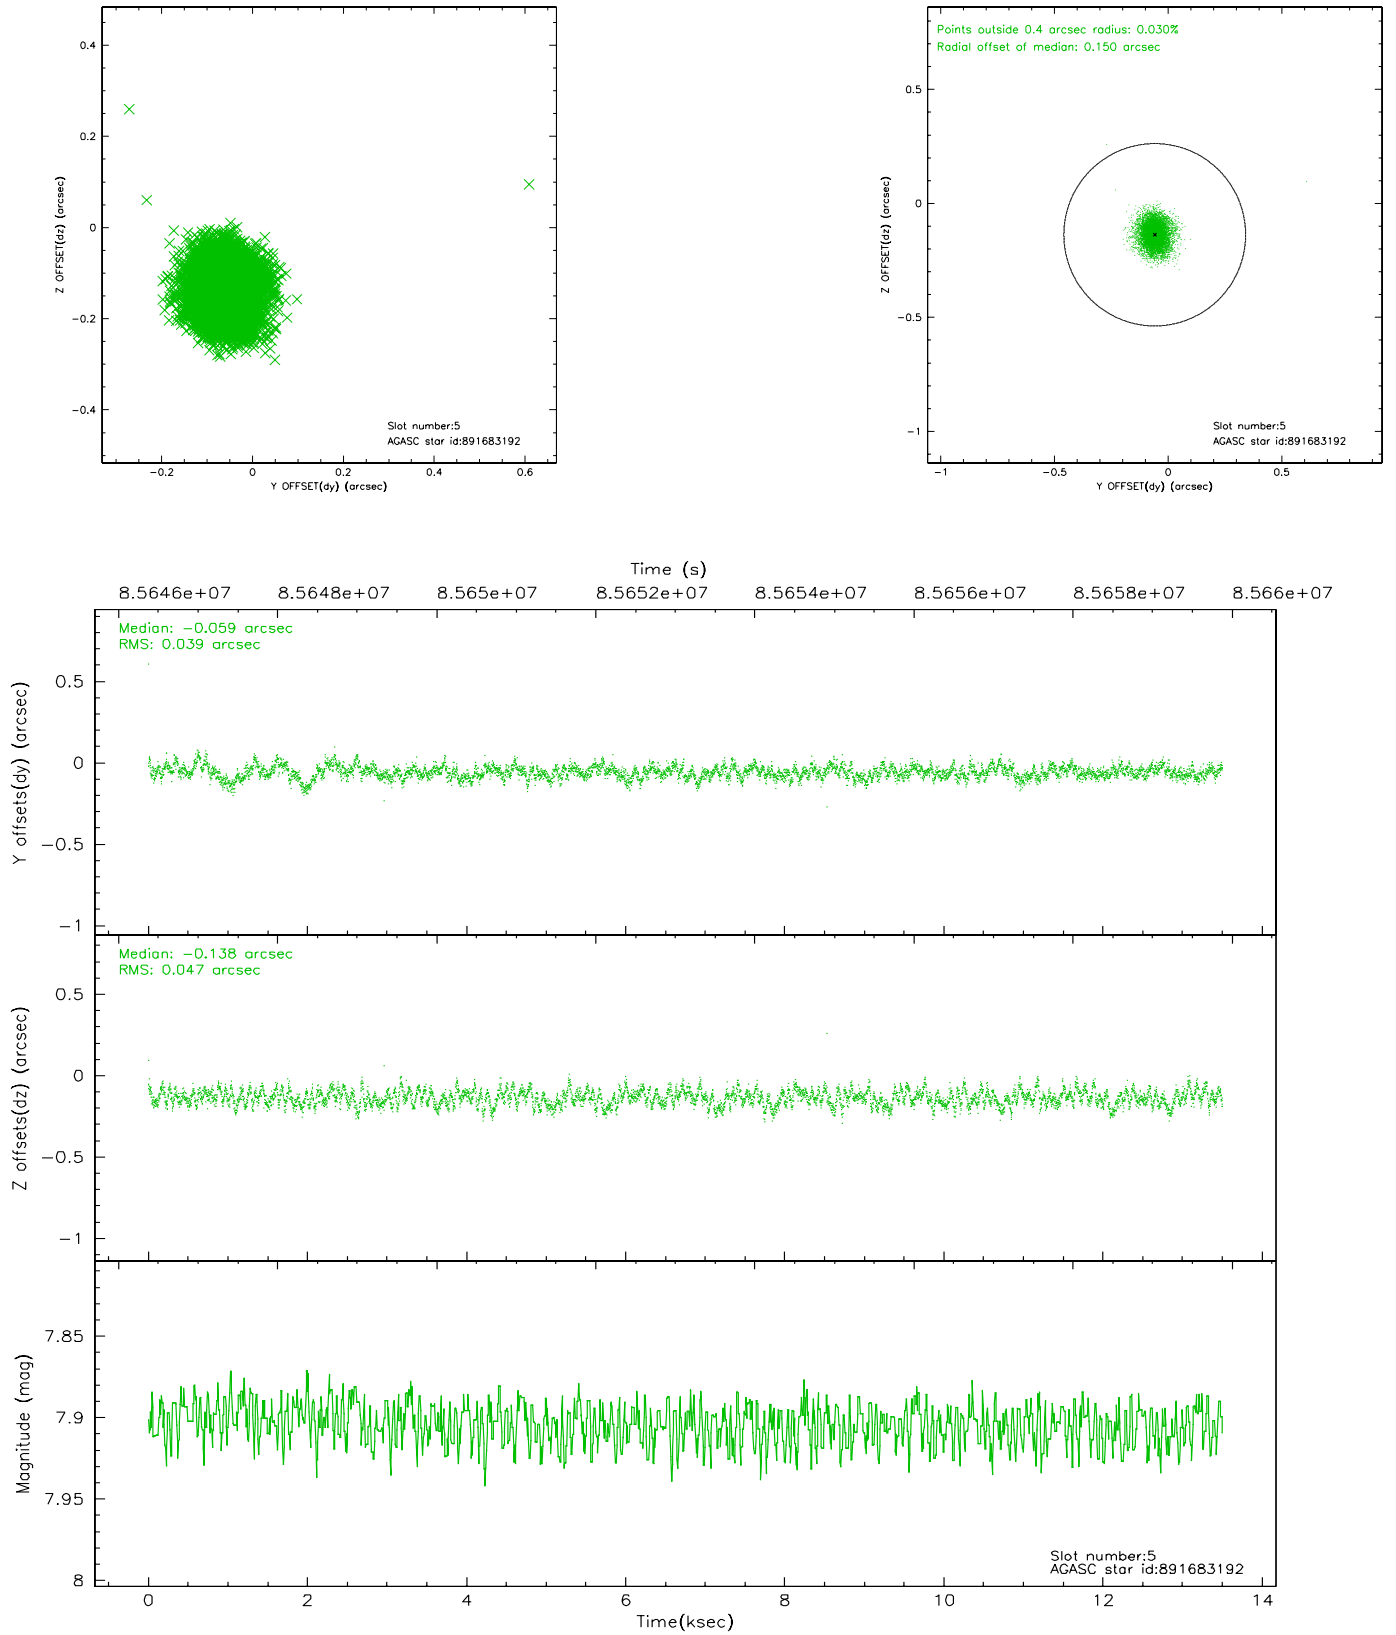 0.4
0.2
0
−0.2
−0.4
Z OFFSET(dz) (arcsec)
Slot number:5
AGASC star id:891683192
−0.2
0
0.2
0.4
0.6
Y OFFSET(dy) (arcsec)
Points outside 0.4 arcsec radius: 0.030%
Radial offset of median: 0.150 arcsec
0.5
0
−0.5
−1
Z OFFSET(dz) (arcsec)
Slot number:5
AGASC star id:891683192
−1
−0.5
0
0.5
Y OFFSET(dy) (arcsec)
Time (s)
8.5646e+07
8.5648e+07
8.565e+07
8.5652e+07
8.5654e+07
8.5656e+07
8.5658e+07
8.566e+07
Median: −0.059 arcsec
RMS: 0.039 arcsec
0.5
0
−0.5
−1
Y offsets(dy) (arcsec)
Median: −0.138 arcsec
RMS: 0.047 arcsec
0.5
0
−0.5
−1
Z offsets(dz) (arcsec)
7.85
7.9
7.95
8
Magnitude (mag)
Slot number:5
AGASC star id:891683192
0
2
4
6
8
10
12
14
Time(ksec)